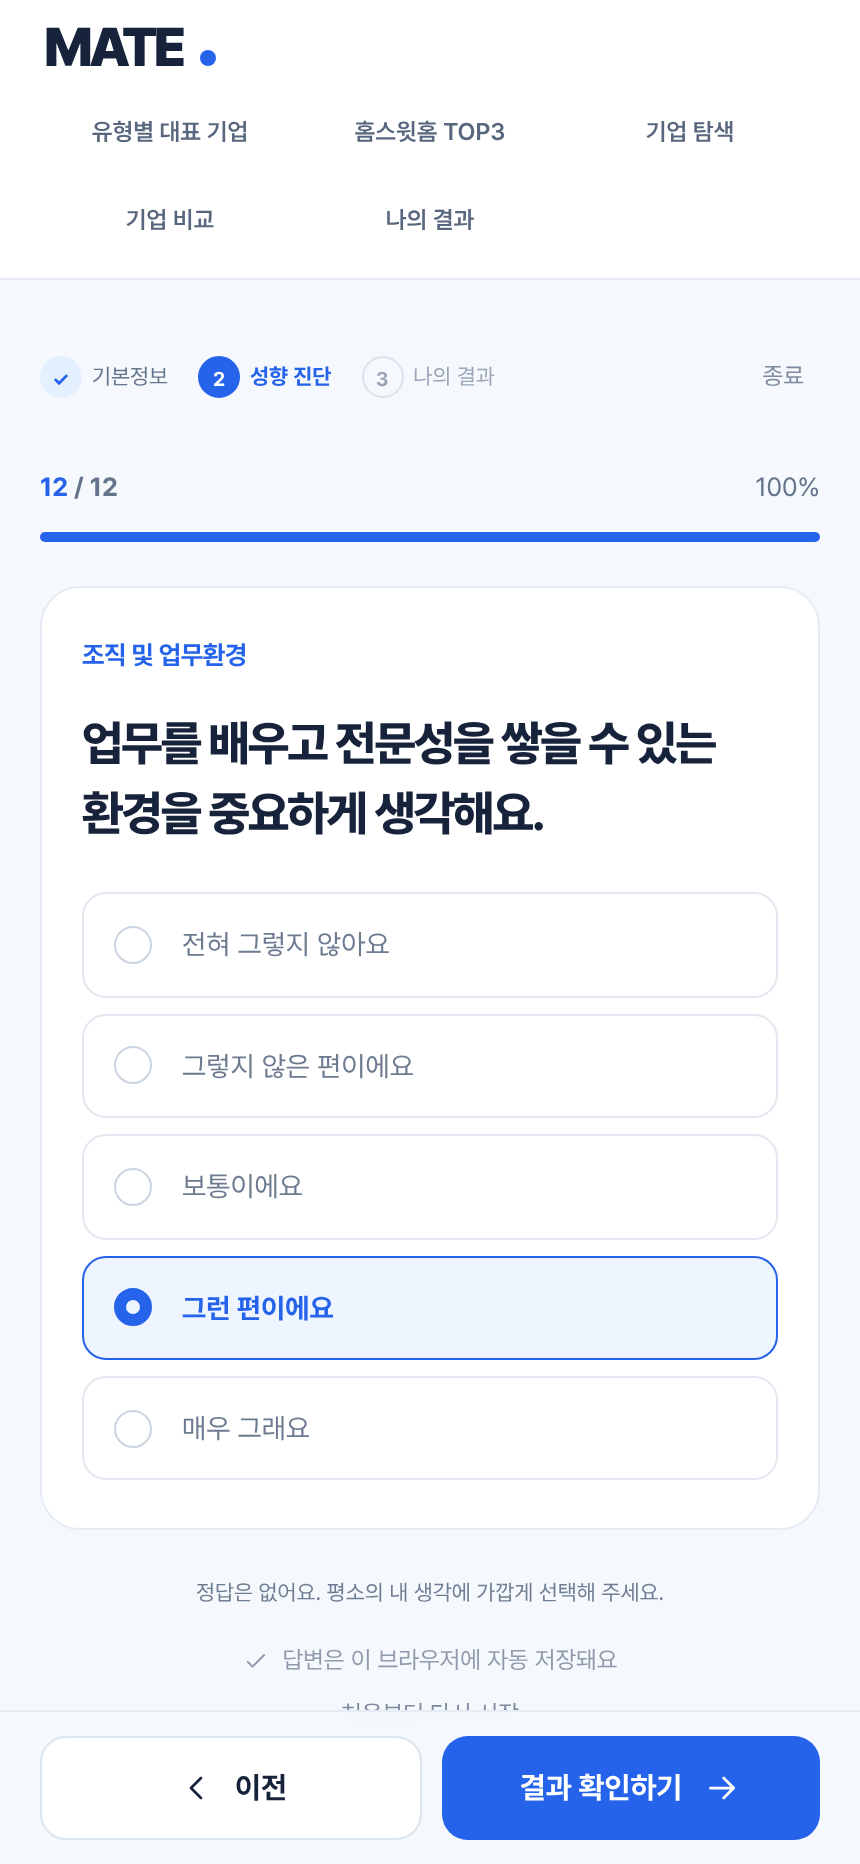 MATE
유형별 대표 기업
홈스윗홈 TOP3
기업 탐색
기업 비교
나의 결과
기본정보
2 성향 진단
3 나의 결과
종료
12 / 12
100%
조직 및 업무환경
업무를 배우고 전문성을 쌓을 수 있는
환경을 중요하게 생각해요.
전혀 그렇지 않아요
그렇지 않은 편이에요
보통이에요
그런 편이에요
매우 그래요
정답은 없어요. 평소의 내 생각에 가깝게 선택해 주세요.
답변은 이 브라우저에 자동 저장돼요
이전
결과 확인하기